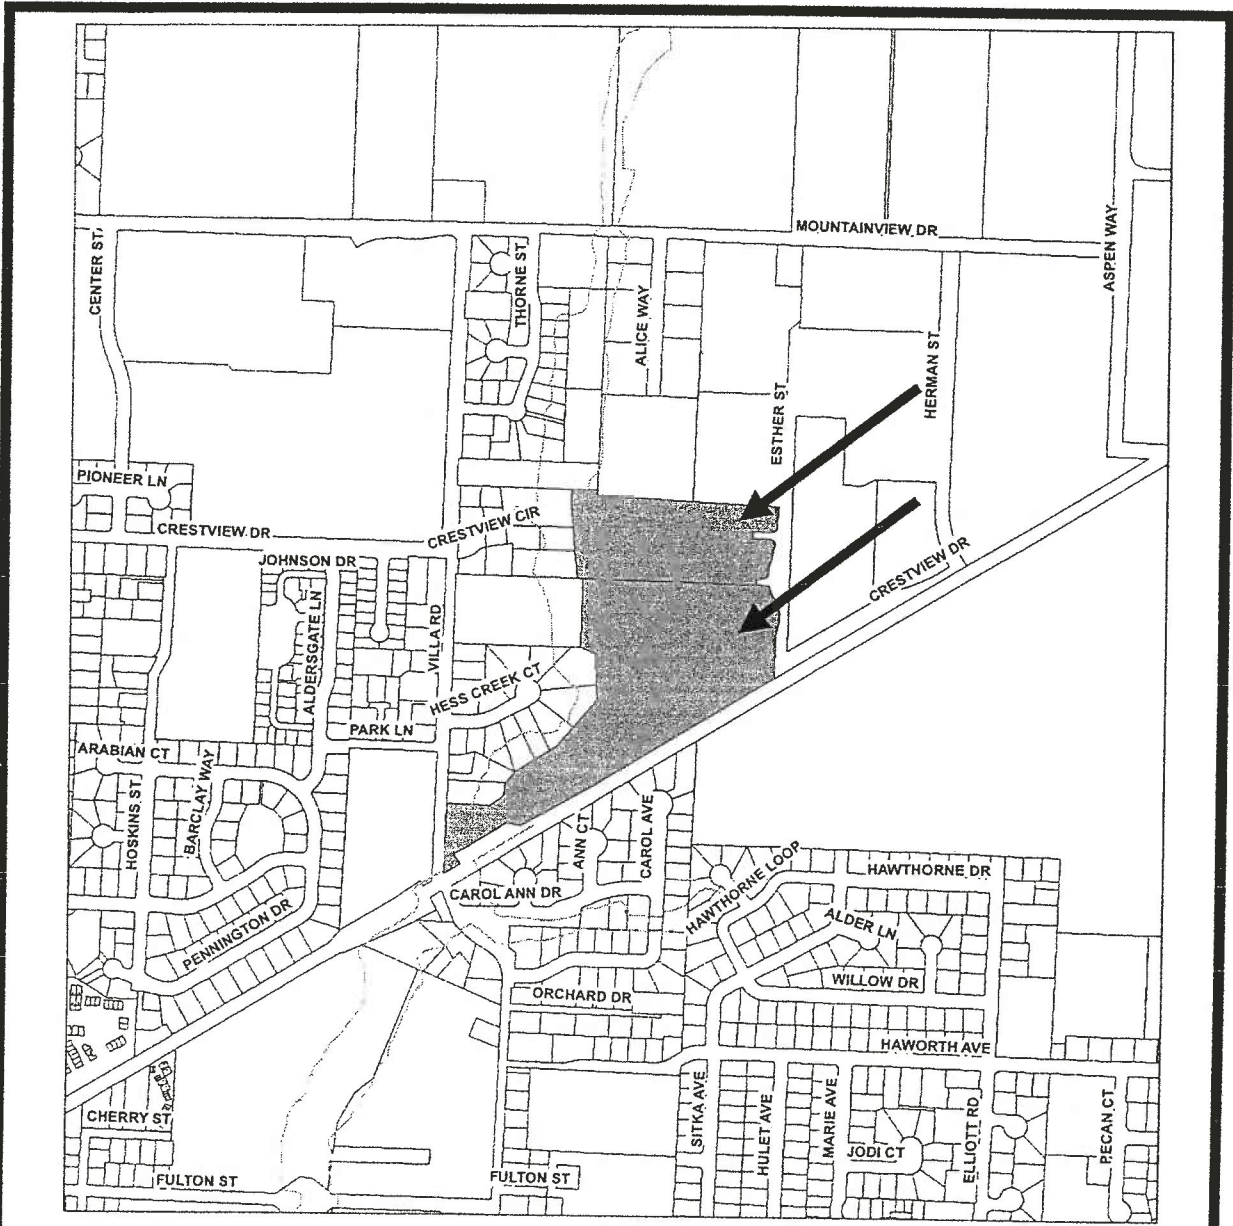 MOUNTAINVIEW DR
CENTER ST
THORNE ST
ALICE WAY
ASPEN WAY
HERMAN ST
ESTHER ST
PIONEER LN
CRESTVIEW DR
CRESTVIEW CIR
JOHNSON DR
CRESTVIEW DR
ALDERSGATE LN
VILLA RD
HESS CREEK CT
PARK LN
ARABIAN CT
BARCLAY WAY
HOSKINS ST
ANN CT
CAROL AVE
CAROL ANN DR
HAWTHORNE LOOP
HAWTHORNE DR
ALDER LN
PENNINGTON DR
WILLOW DR
ORCHARD DR
HAWORTH AVE
CHERRY ST
SITKA AVE
HULET AVE
MARIE AVE
JODI CT
ELLIOTT RD
PECAN CT
FULTON ST
FULTON ST